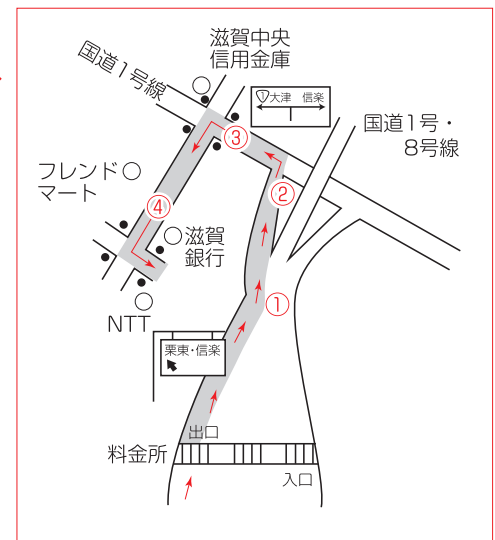 滋賀中央
信用金庫
国道1号線
①大津 信楽
国道1号・
8号線
③
フレンド
マート
②
④
滋賀
銀行
①
NTT
栗東・信楽
出口
料金所
入口